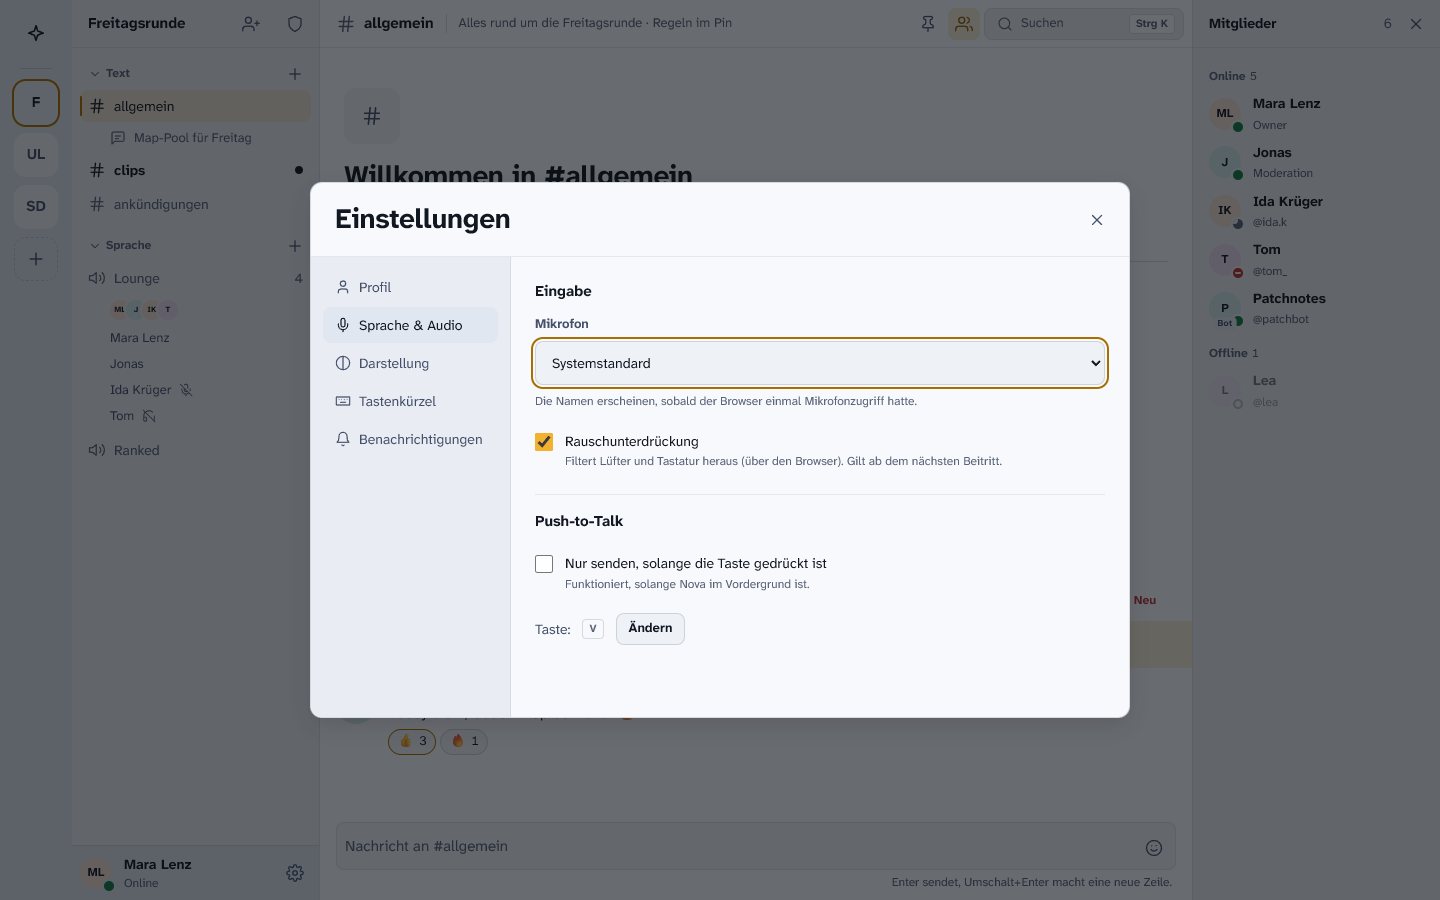 Freitagsrunde
allgemein
Alles rund um die Freitagsrunde · Regeln im Pin
Suchen
Strg K
Mitglieder
6
F
UL
SD
Text
allgemein
Map-Pool für Freitag
clips
ankündigungen
Sprache
Lounge
4
ML
J
IK
T
Mara Lenz
Jonas
Ida Krüger
Tom
Ranked
ML
Mara Lenz
Online
#
Willkommen in #allgemein
Einstellungen
Profil
Sprache & Audio
Darstellung
Tastenkürzel
Benachrichtigungen
Eingabe
Mikrofon
Systemstandard
Die Namen erscheinen, sobald der Browser einmal Mikrofonzugriff hatte.
Rauschunterdrückung
Filtert Lüfter und Tastatur heraus (über den Browser). Gilt ab dem nächsten Beitritt.
Push-to-Talk
Nur senden, solange die Taste gedrückt ist
Funktioniert, solange Nova im Vordergrund ist.
Taste:
V
Ändern
Neu
👍 3
🔥 1
Nachricht an #allgemein
Enter sendet, Umschalt+Enter macht eine neue Zeile.
Online 5
ML
Mara Lenz
Owner
J
Jonas
Moderation
IK
Ida Krüger
@ida.k
T
Tom
@tom_
P
Bot
Patchnotes
@patchbot
Offline 1
L
Lea
@lea